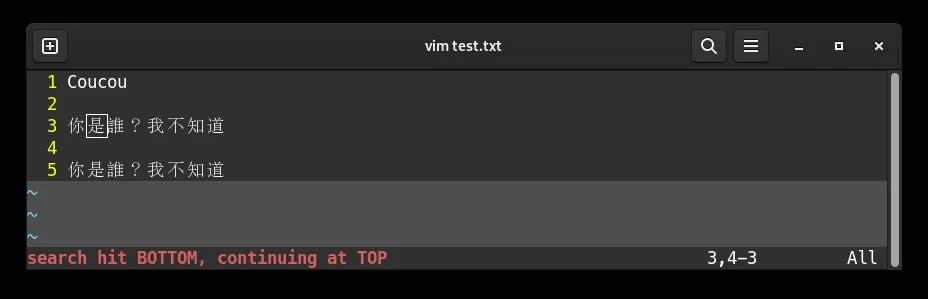 vim test.txt
1 Coucou
2
3 你是誰？我不知道
4
5 你是誰？我不知道
~
~
~
search hit BOTTOM, continuing at TOP 3,4-3 All